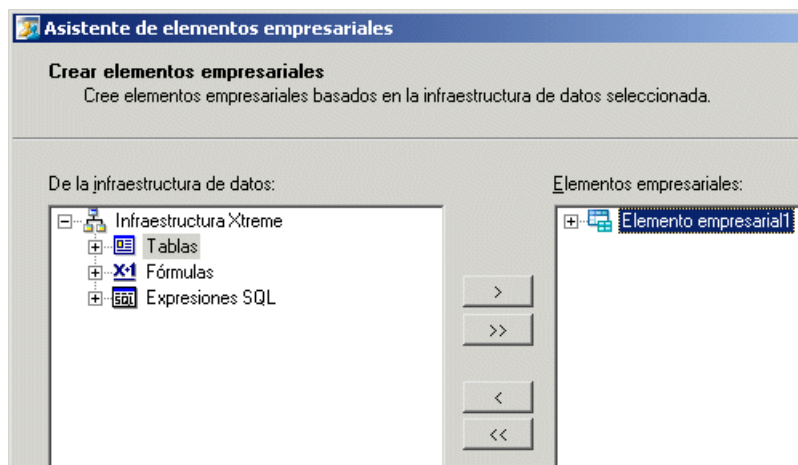 Asistente de elementos empresariales
Crear elementos empresariales
Cree elementos empresariales basados en la infraestructura de datos seleccionada.
De la infraestructura de datos:
Elementos empresariales:
Infraestructura Xtreme
Elemento empresarial1
Tablas
X+1 Fórmulas
SQL Expresiones SQL
>
>>
<
<<